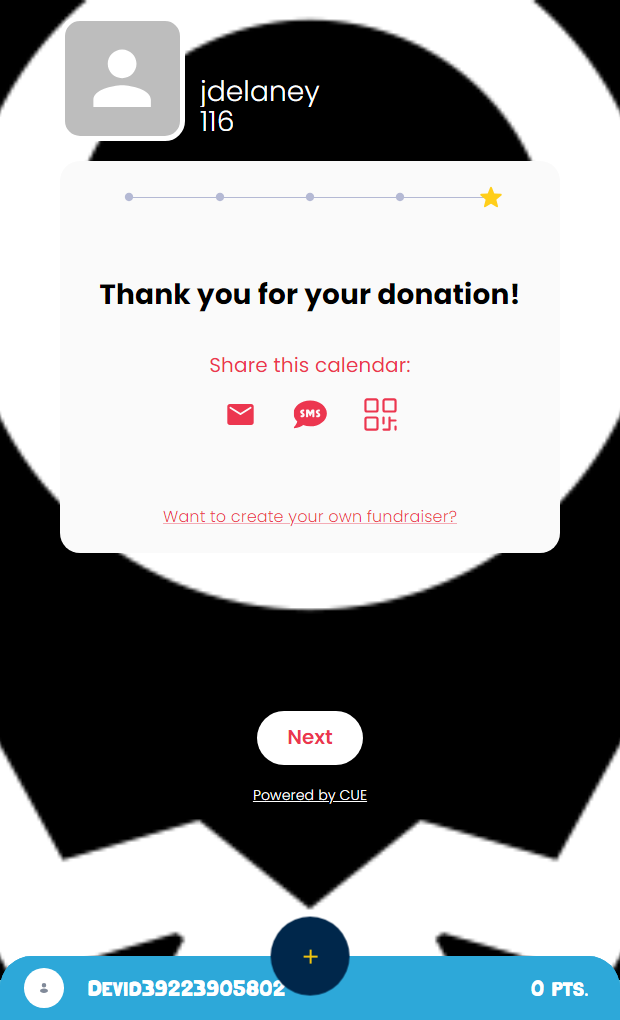 jdelaney
116
Thank you for your donation!
Share this calendar:
SMS
Want to create your own fundraiser?
Next
Powered by CUE
+
Devid39223905802
0 PTS.